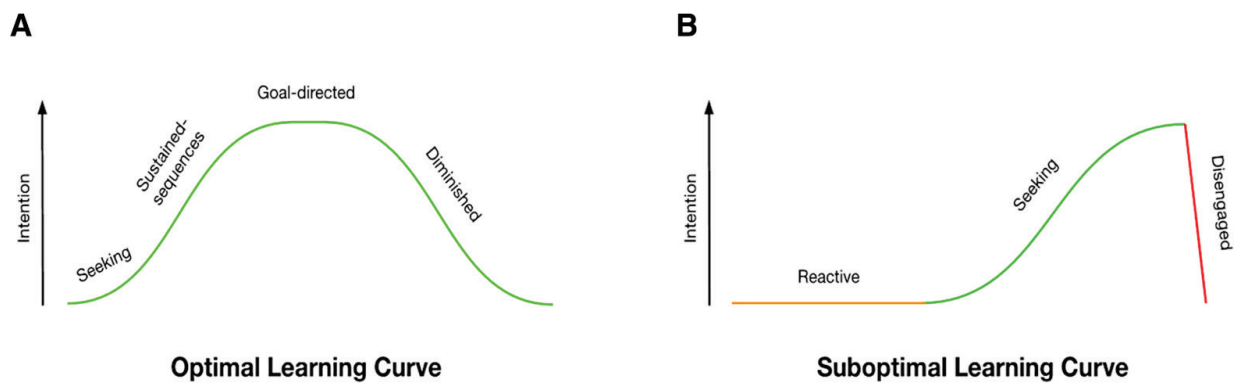 A
B
Goal-directed
Sustained-
sequences
Diminished
Seeking
Intention
Optimal Learning Curve
Seeking
Disengaged
Reactive
Intention
Suboptimal Learning Curve